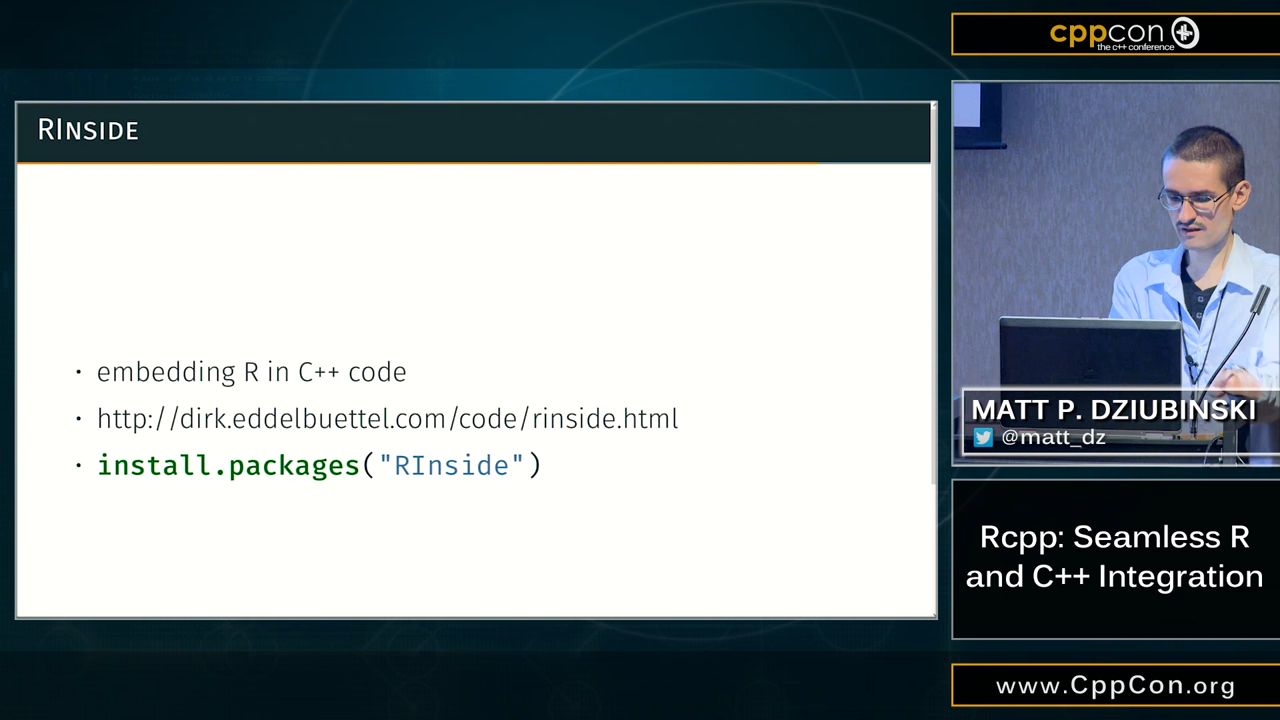 RInside
• embedding R in C++ code
• http://dirk.eddelbuettel.com/code/rinside.html
• install.packages("RInside")
cppcon
the c++ conference
MATT P. DZIUBINSKI
@matt_dz
Rcpp: Seamless R
and C++ Integration
www.CppCon.org